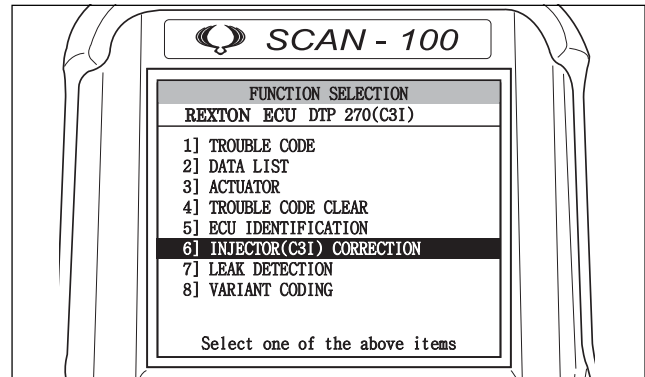 SCAN - 100
FUNCTION SELECTION
REXTON ECU DTP 270(C3I)
1] TROUBLE CODE
2] DATA LIST
3] ACTUATOR
4] TROUBLE CODE CLEAR
5] ECU IDENTIFICATION
6] INJECTOR(C3I) CORRECTION
7] LEAK DETECTION
8] VARIANT CODING
Select one of the above items